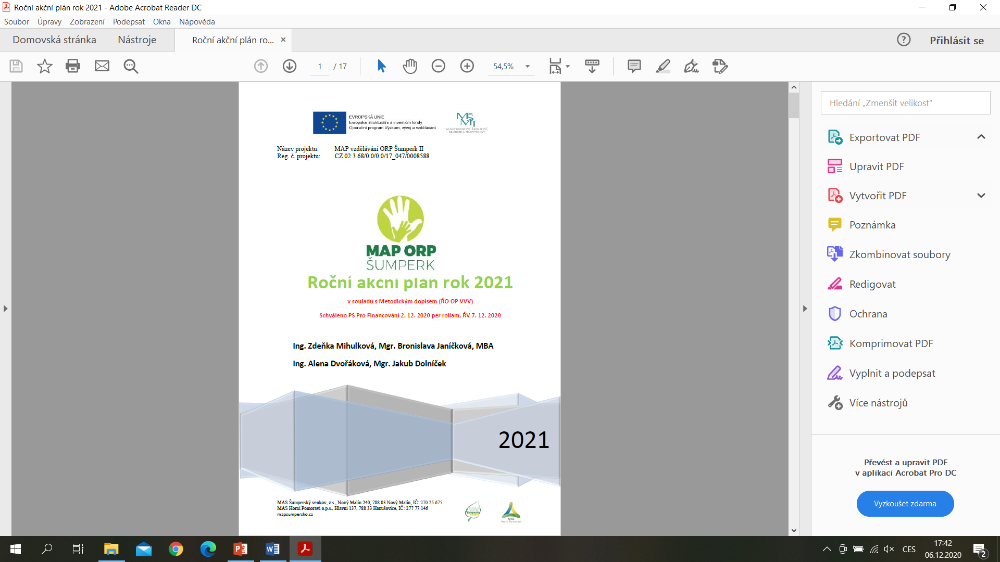 Roční akční plán rok 2021 - Adobe Acrobat Reader DC
Soubor Úpravy Zobrazení Podepsat Okna Nápověda
Domovská stránka Nástroje Roční akční plán ro... Přihlásit se
1 / 17 54,5%
EVROPSKÁ UNIE
Evropské strukturální a investiční fondy
Operační program Výzkum, vývoj a vzdělávání
MŠMT
MINISTERSTVO ŠKOLSTVÍ,
MLÁDEŽE A TĚLOVÝCHOVY
Název projektu: MAP vzdělávání ORP Šumperk II
Reg. č. projektu: CZ.02.3.68/0.0/0.0/17_047/0008588
MAP ORP
ŠUMPERK
Roční akční plán rok 2021
v souladu s Metodickým dopisem (ŘO OP VVV)
Schváleno PS Pro Financování 2. 12. 2020 per rollam, ŘV 7. 12. 2020
Ing. Zdeňka Mihulková, Mgr. Bronislava Janíčková, MBA
Ing. Alena Dvořáková, Mgr. Jakub Dolníček
2021
MAS Šumperský venkov, z.s., Nový Malín 240, 788 03 Nový Malín, IČ: 270 25 675
MAS Horní Pomoraví o.p.s., Hlavní 137, 788 33 Hanušovice, IČ: 277 77 146
mapsumpersko.cz
MAS
Horní Pomoraví
Hledání „Zmenšit velikost“
Exportovat PDF
Upravit PDF
Vytvořit PDF
Poznámka
Zkombinovat soubory
Redigovat
Ochrana
Komprimovat PDF
Vyplnit a podepsat
Více nástrojů
Převést a upravit PDF
v aplikaci Acrobat Pro DC
Vyzkoušet zdarma
CES
17:42
06.12.2020
2